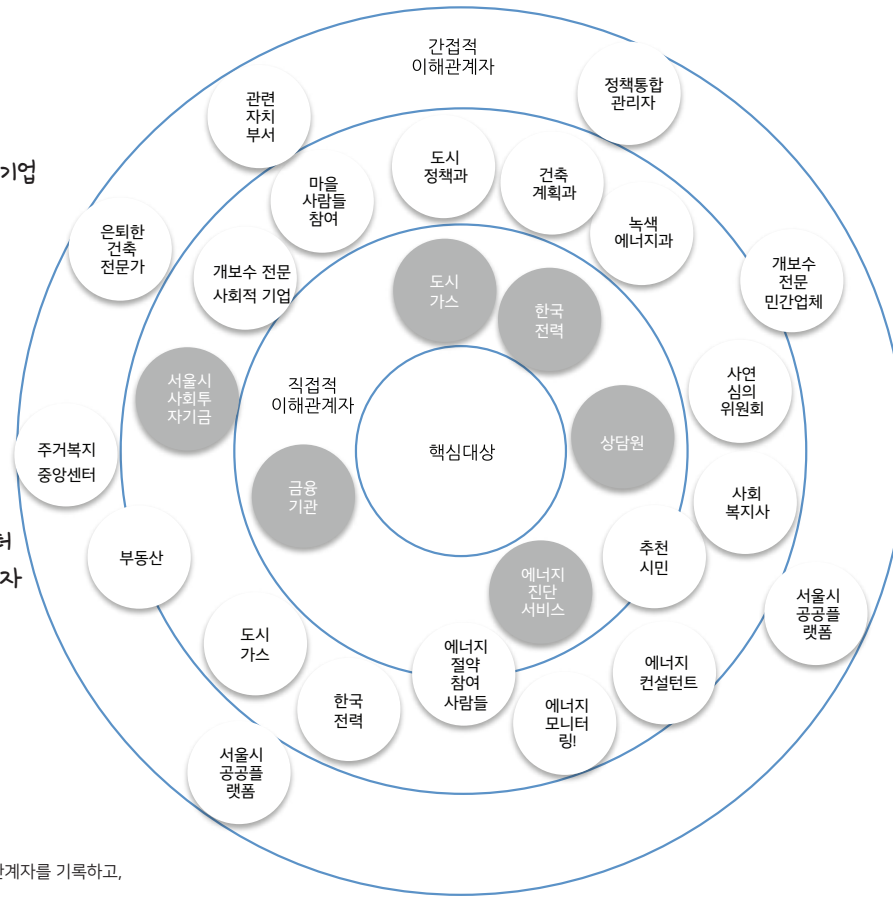 간접적
이해관계자
정책통합
관리자
관련
자치
부서
기업
도시
정책과
건축
계획과
마을
사람들
참여
녹색
에너지과
은퇴한
건축
전문가
개보수 전문
사회적 기업
개보수
전문
민간업체
도시
가스
한국
전력
서울시
사회투
자기금
직접적
이해관계자
사연
심의
위원회
주거복지
중앙센터
핵심대상
상담원
금융
기관
사회
복지사
부동산
추천
시민
터
자
에너지
진단
서비스
서울시
공공플
랫폼
도시
가스
에너지
절약
참여
사람들
에너지
컨설턴트
한국
전력
에너지
모니터
링!
서울시
공공플
랫폼
관계자를 기록하고,